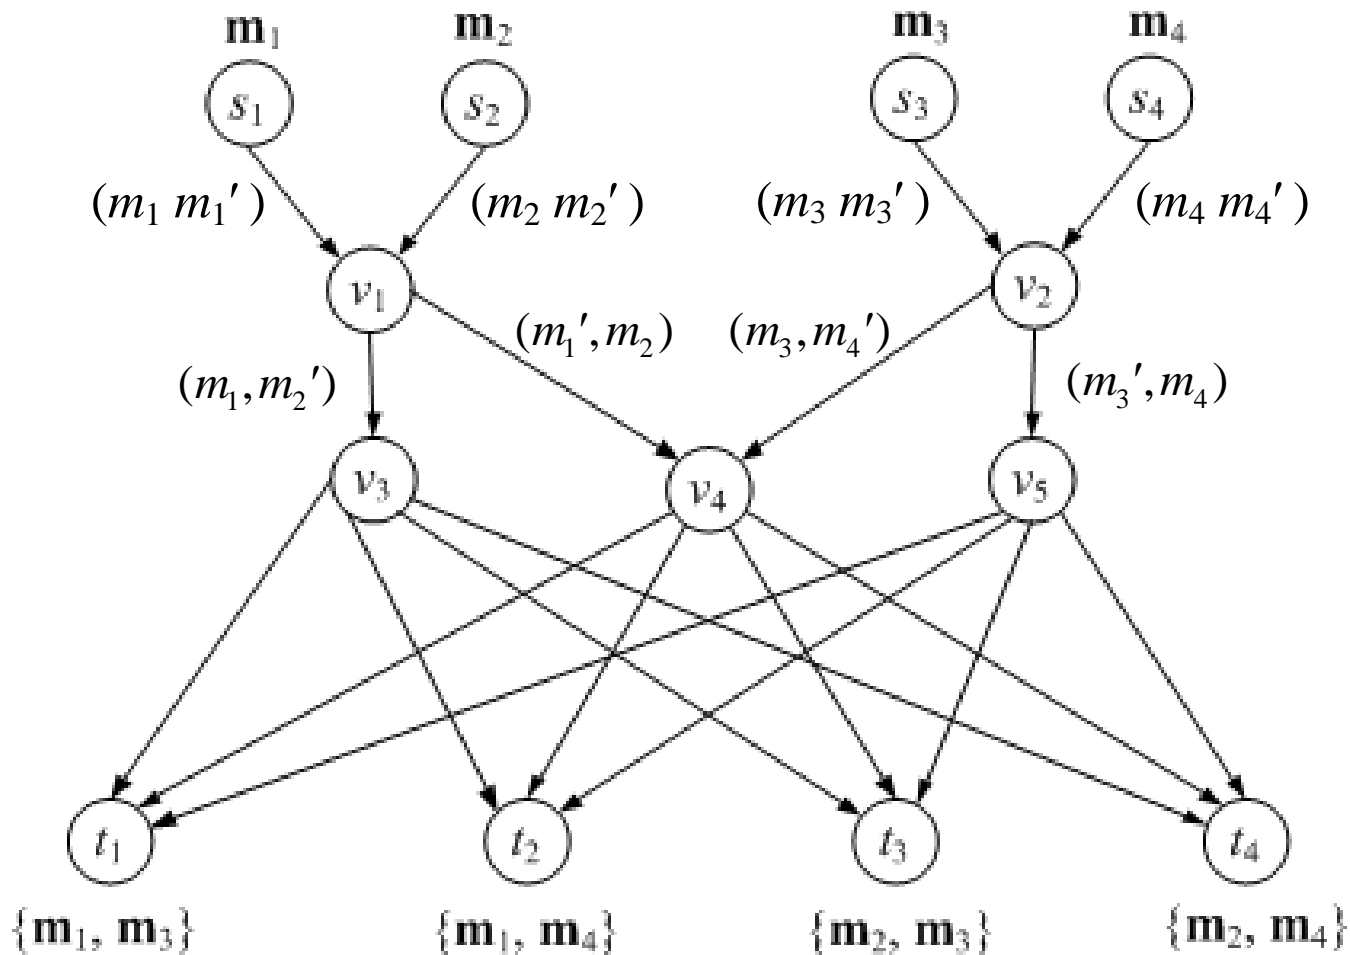 m₁ m₂ m₃ m₄
s₁ s₂ s₃ s₄
(m₁ m₁′) (m₂ m₂′) (m₃ m₃′) (m₄ m₄′)
v₁ v₂
(m₁′,m₂) (m₃,m₄′)
(m₁,m₂′) (m₃′,m₄)
v₃ v₄ v₅
t₁ t₂ t₃ t₄
{m₁, m₃} {m₁, m₄} {m₂, m₃} {m₂, m₄}